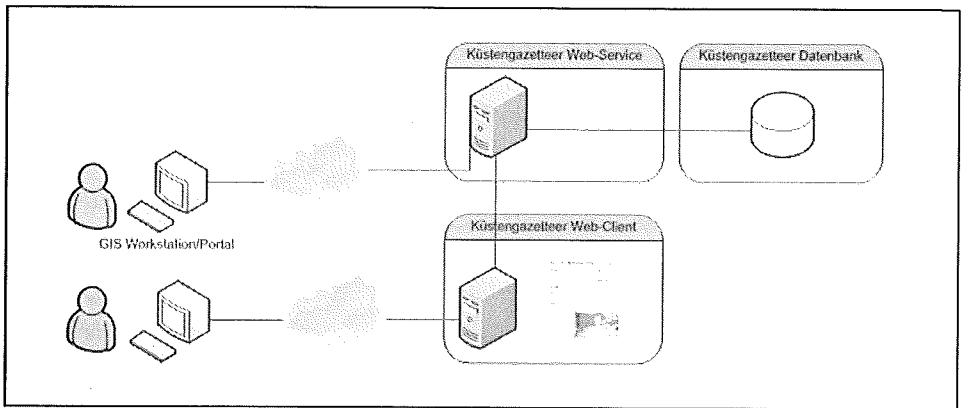 Küstengazetteer Web-Service
Küstengazetteer Datenbank
GIS Workstation/Portal
Küstengazetteer Web-Client